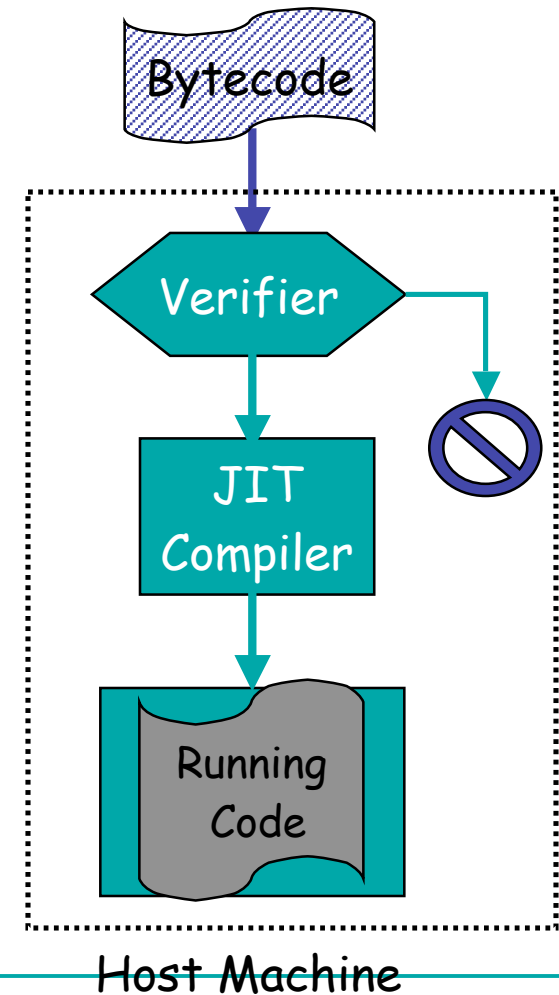 Bytecode
Verifier
JIT
Compiler
Running
Code
Host Machine